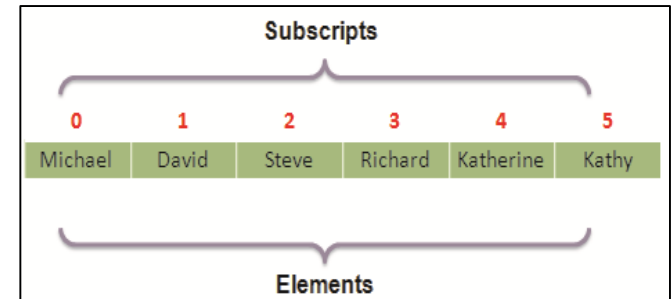 Subscripts
0 1 2 3 4 5
Michael David Steve Richard Katherine Kathy
Elements